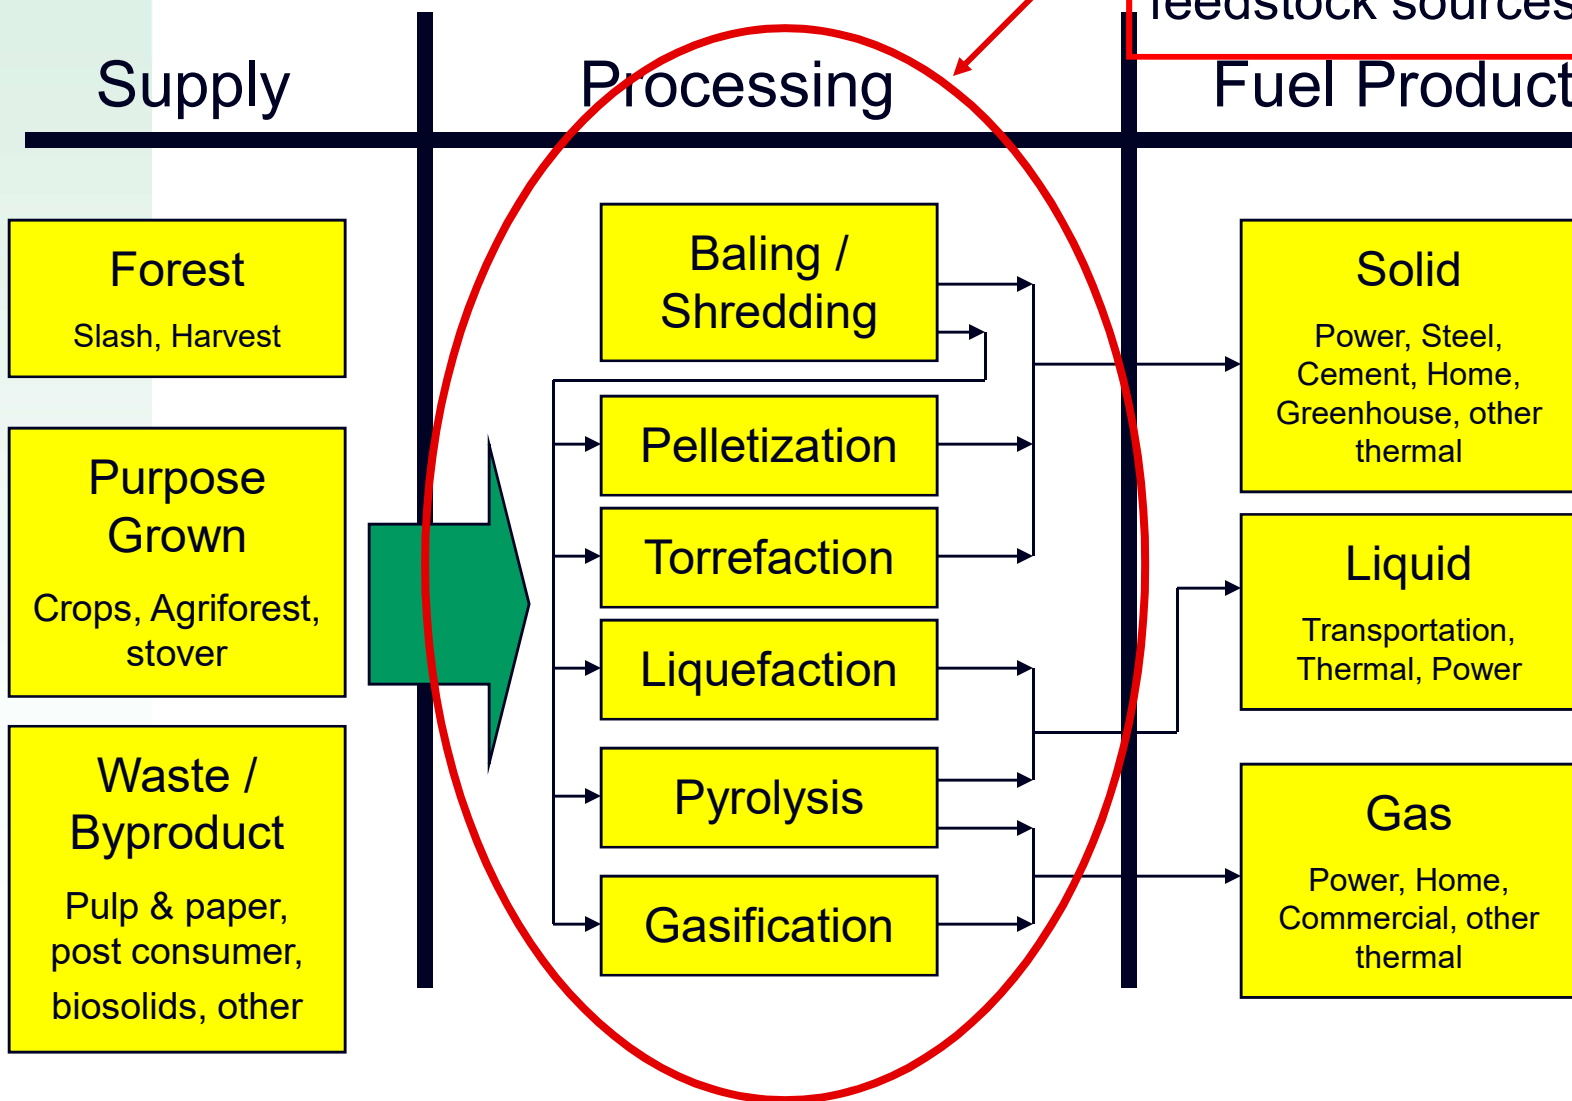 feedstock sources
Supply
Processing
Fuel Product
Forest
Slash, Harvest
Purpose
Grown
Crops, Agriforest,
stover
Waste /
Byproduct
Pulp & paper,
post consumer,
biosolids, other
Baling /
Shredding
Pelletization
Torrefaction
Liquefaction
Pyrolysis
Gasification
Solid
Power, Steel,
Cement, Home,
Greenhouse, other
thermal
Liquid
Transportation,
Thermal, Power
Gas
Power, Home,
Commercial, other
thermal